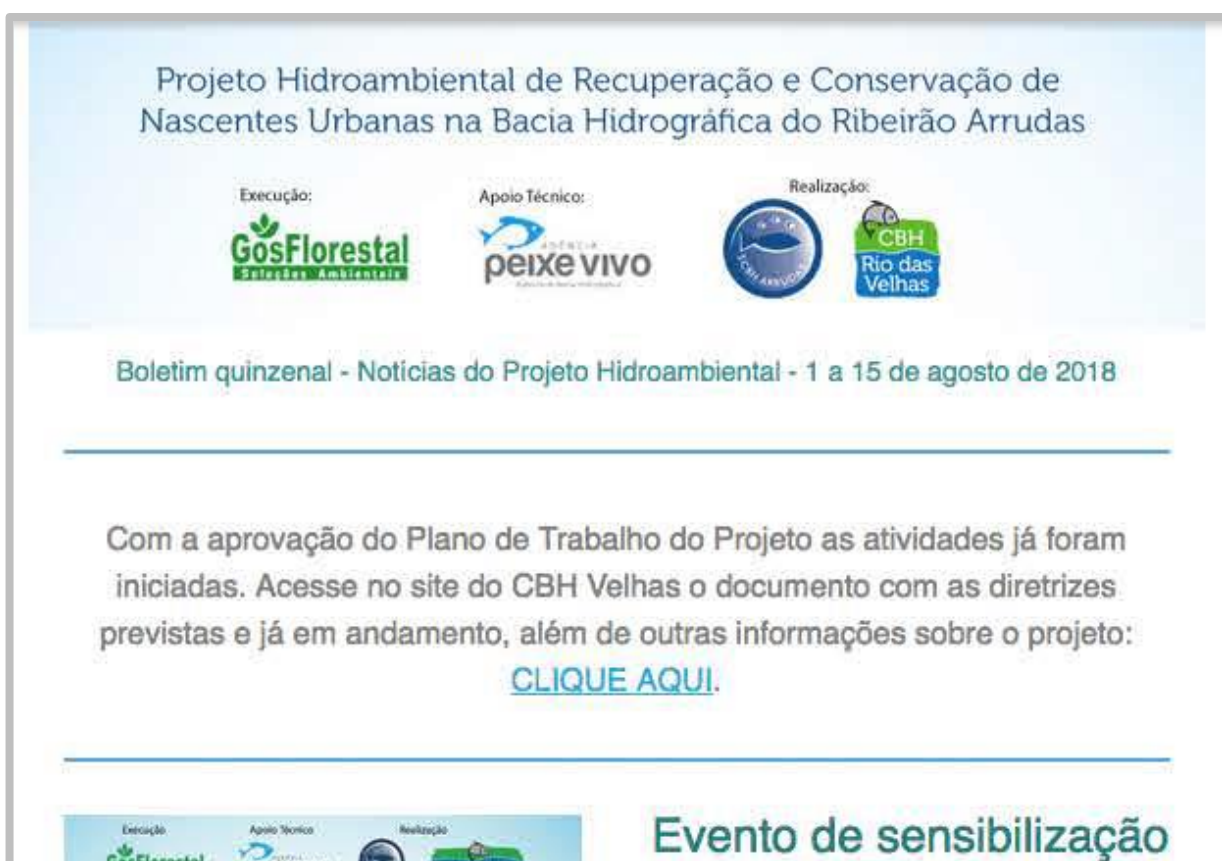 Projeto Hidroambiental de Recuperação e Conservação de
Nascentes Urbanas na Bacia Hidrográfica do Ribeirão Arrudas
Execução:
Apoio Técnico:
Realização:
GosFlorestal
Soluções Ambientais
AGÊNCIA
peixe vivo
SCBH ARRUDAS
CBH
Rio das
Velhas
Boletim quinzenal - Notícias do Projeto Hidroambiental - 1 a 15 de agosto de 2018
Com a aprovação do Plano de Trabalho do Projeto as atividades já foram
iniciadas. Acesse no site do CBH Velhas o documento com as diretrizes
previstas e já em andamento, além de outras informações sobre o projeto:
CLIQUE AQUI.
Execução
Apoio Técnico
Realização
GosFlorestal
Evento de sensibilização